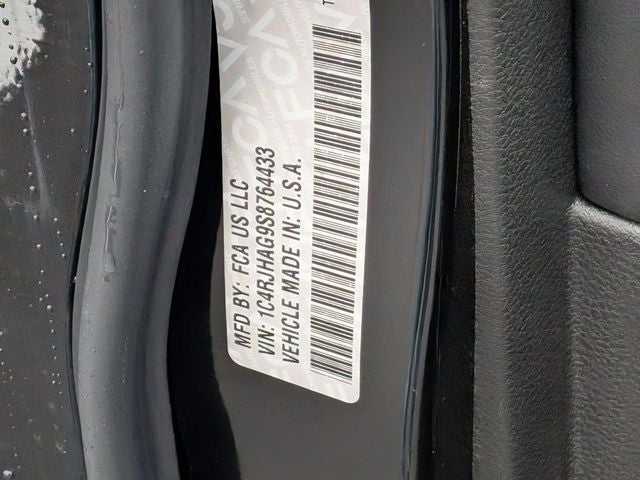 MFD BY: FCA US LLC
VIN: 1C4RJHAG9S8764433
VEHICLE MADE IN: U.S.A.